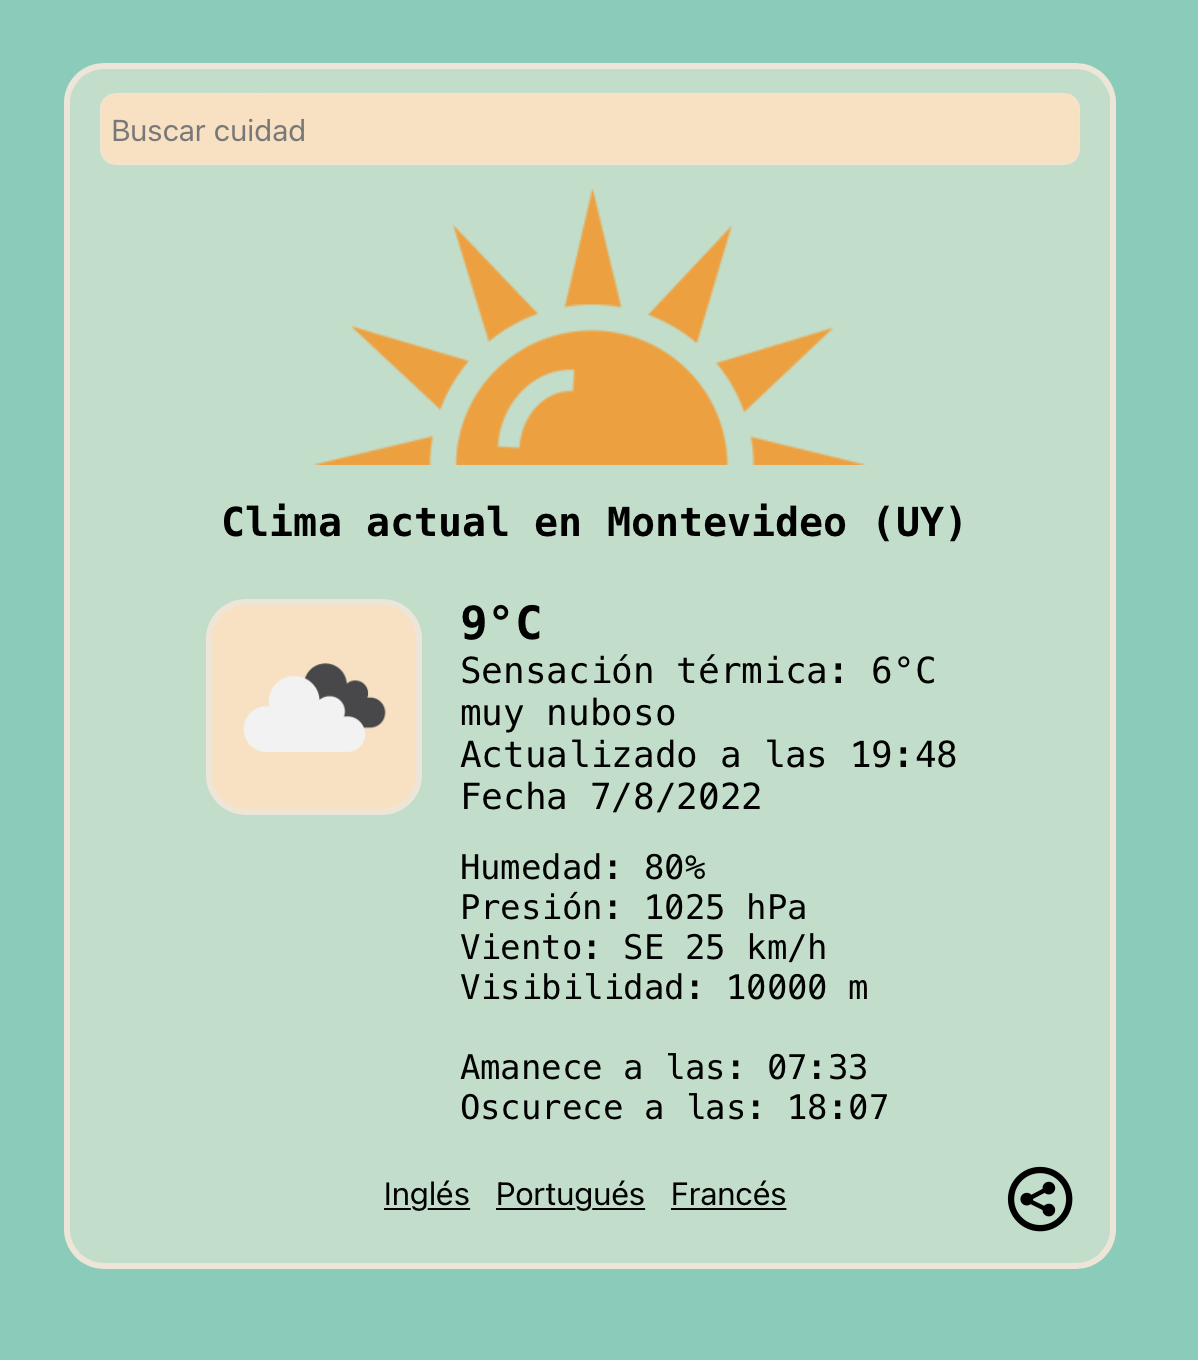 Buscar cuidad
Clima actual en Montevideo (UY)
9°C
Sensación térmica: 6°C
muy nuboso
Actualizado a las 19:48
Fecha 7/8/2022
Humedad: 80%
Presión: 1025 hPa
Viento: SE 25 km/h
Visibilidad: 10000 m
Amanece a las: 07:33
Oscurece a las: 18:07
Inglés Portugués Francés